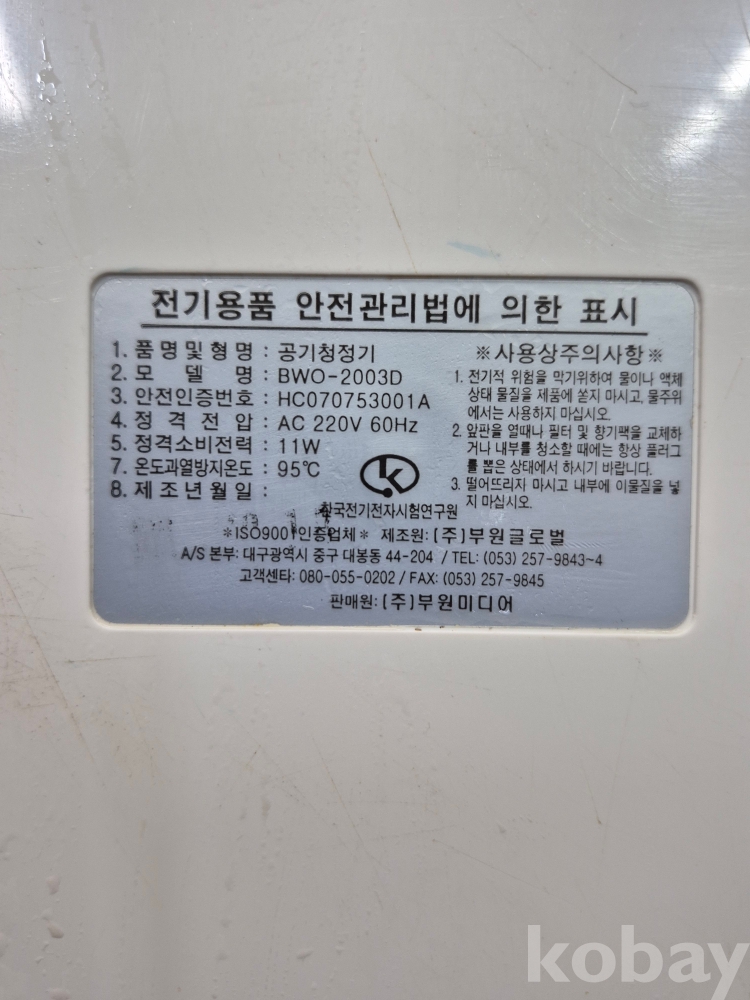 전기용품 안전관리법에 의한 표시
1. 품명및형명 : 공기청정기
2. 모델명 : BWO-2003D
3. 안전인증번호 : HC070753001A
4. 정격전압 : AC 220V 60Hz
5. 정격소비전력 : 11W
7. 온도과열방지온도 : 95℃
8. 제조년월일 :
한국전기전자시험연구원
※사용상주의사항※
1. 전기적 위험을 막기위하여 물이나 액체
상태 물질을 제품에 쏟지 마시고, 물주위
에서는 사용하지 마십시오.
2. 앞판을 열때나 필터 및 향기팩을 교체하
거나 내부를 청소할 때에는 항상 플러그
를 뽑은 상태에서 하시기 바랍니다.
3. 떨어뜨리자 마시고 내부에 이물질을 넣
지 마십시오.
*ISO9001인증업체* 제조원: (주)부원글로벌
A/S 본부: 대구광역시 중구 대봉동 44-204 / TEL: (053) 257-9843~4
고객센타: 080-055-0202 / FAX: (053) 257-9845
판매원: (주)부원미디어
kobay